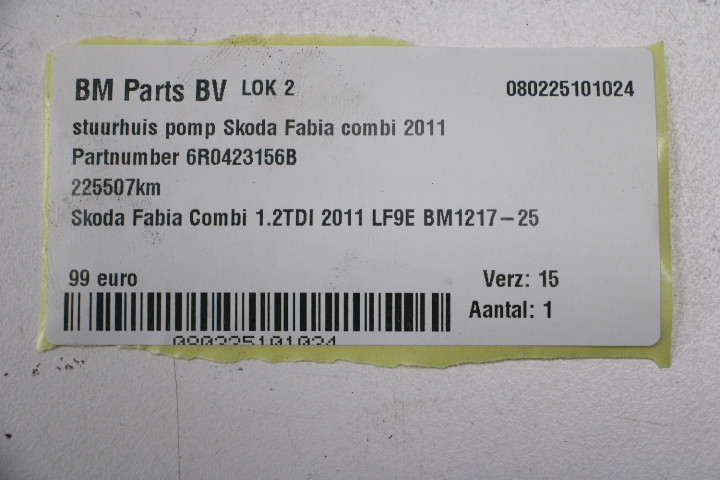 BM Parts BV LOK 2 080225101024
stuurhuis pomp Skoda Fabia combi 2011
Partnumber 6R0423156B
225507km
Skoda Fabia Combi 1.2TDI 2011 LF9E BM1217-25
99 euro Verz: 15
Aantal: 1
080225101024